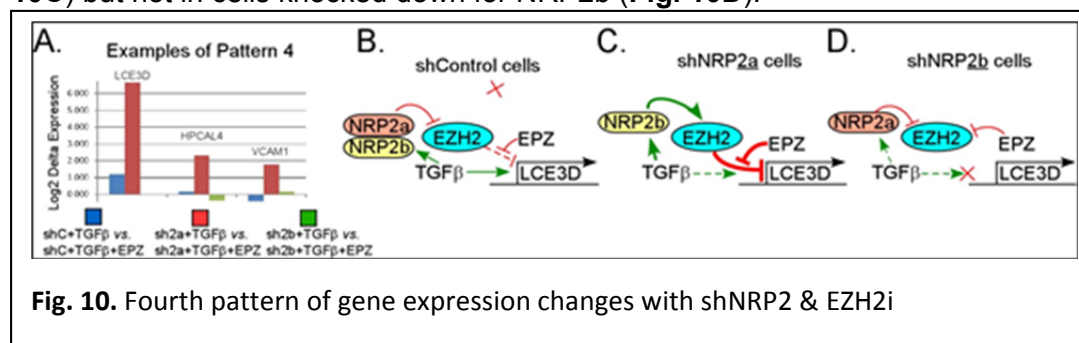 10C) but not in cells knocked down for NRP2b (Fig. 10D).
A. B. C. D.
Examples of Pattern 4
shControl cells
shNRP2a cells
shNRP2b cells
LCE3D
HPCAL4
VCAM1
Log2 Delta Expression
6.000
5.000
4.000
3.000
2.000
1.000
0.000
shC+TGFβ vs. sh2a+TGFβ vs. sh2b+TGFβ vs.
shC+TGFβ+EPZ sh2a+TGFβ+EPZ sh2b+TGFβ+EPZ
NRP2a
NRP2b
EZH2
EPZ
TGFβ
LCE3D
NRP2b
EZH2
EPZ
TGFβ
LCE3D
NRP2a
EZH2
EPZ
TGFβ
LCE3D
Fig. 10. Fourth pattern of gene expression changes with shNRP2 & EZH2i